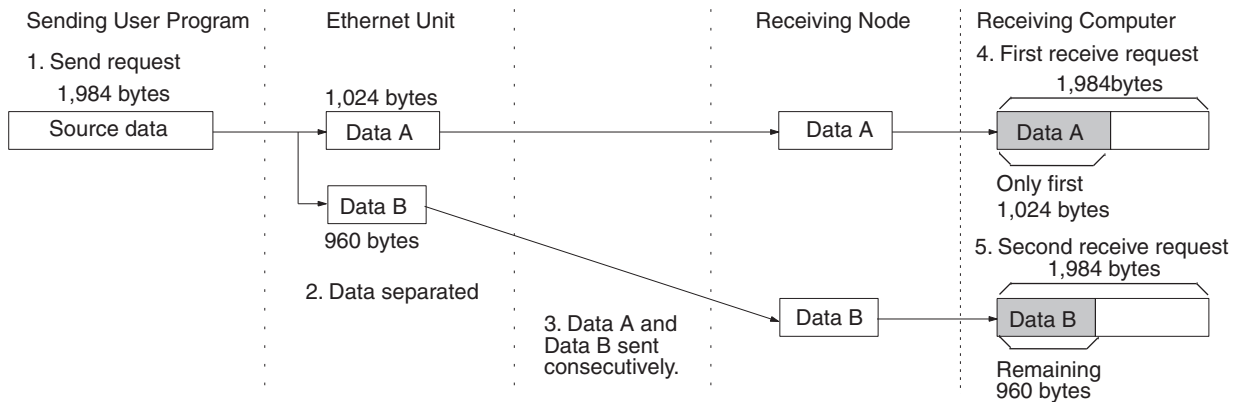 Sending User Program
Ethernet Unit
Receiving Node
Receiving Computer
1. Send request
1,984 bytes
Source data
1,024 bytes
Data A
Data B
960 bytes
2. Data separated
3. Data A and
Data B sent
consecutively.
Data A
Data B
4. First receive request
1,984bytes
Data A
Only first
1,024 bytes
5. Second receive request
1,984 bytes
Data B
Remaining
960 bytes